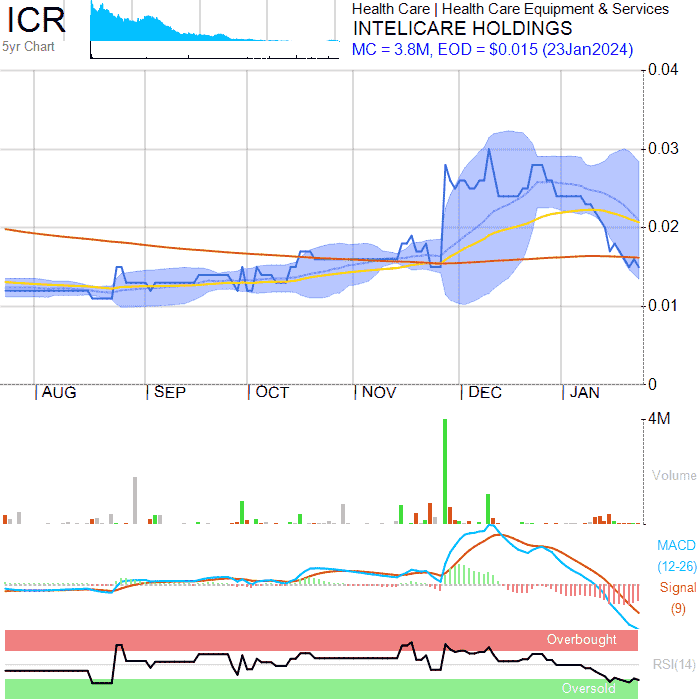 ICR
5yr Chart
Health Care | Health Care Equipment & Services
INTELICARE HOLDINGS
MC = 3.8M, EOD = $0.015 (23Jan2024)
0.04
0.03
0.02
0.01
0
AUG SEP OCT NOV DEC JAN
4M
Volume
MACD
(12-26)
Signal
(9)
Overbought
RSI(14)
Oversold